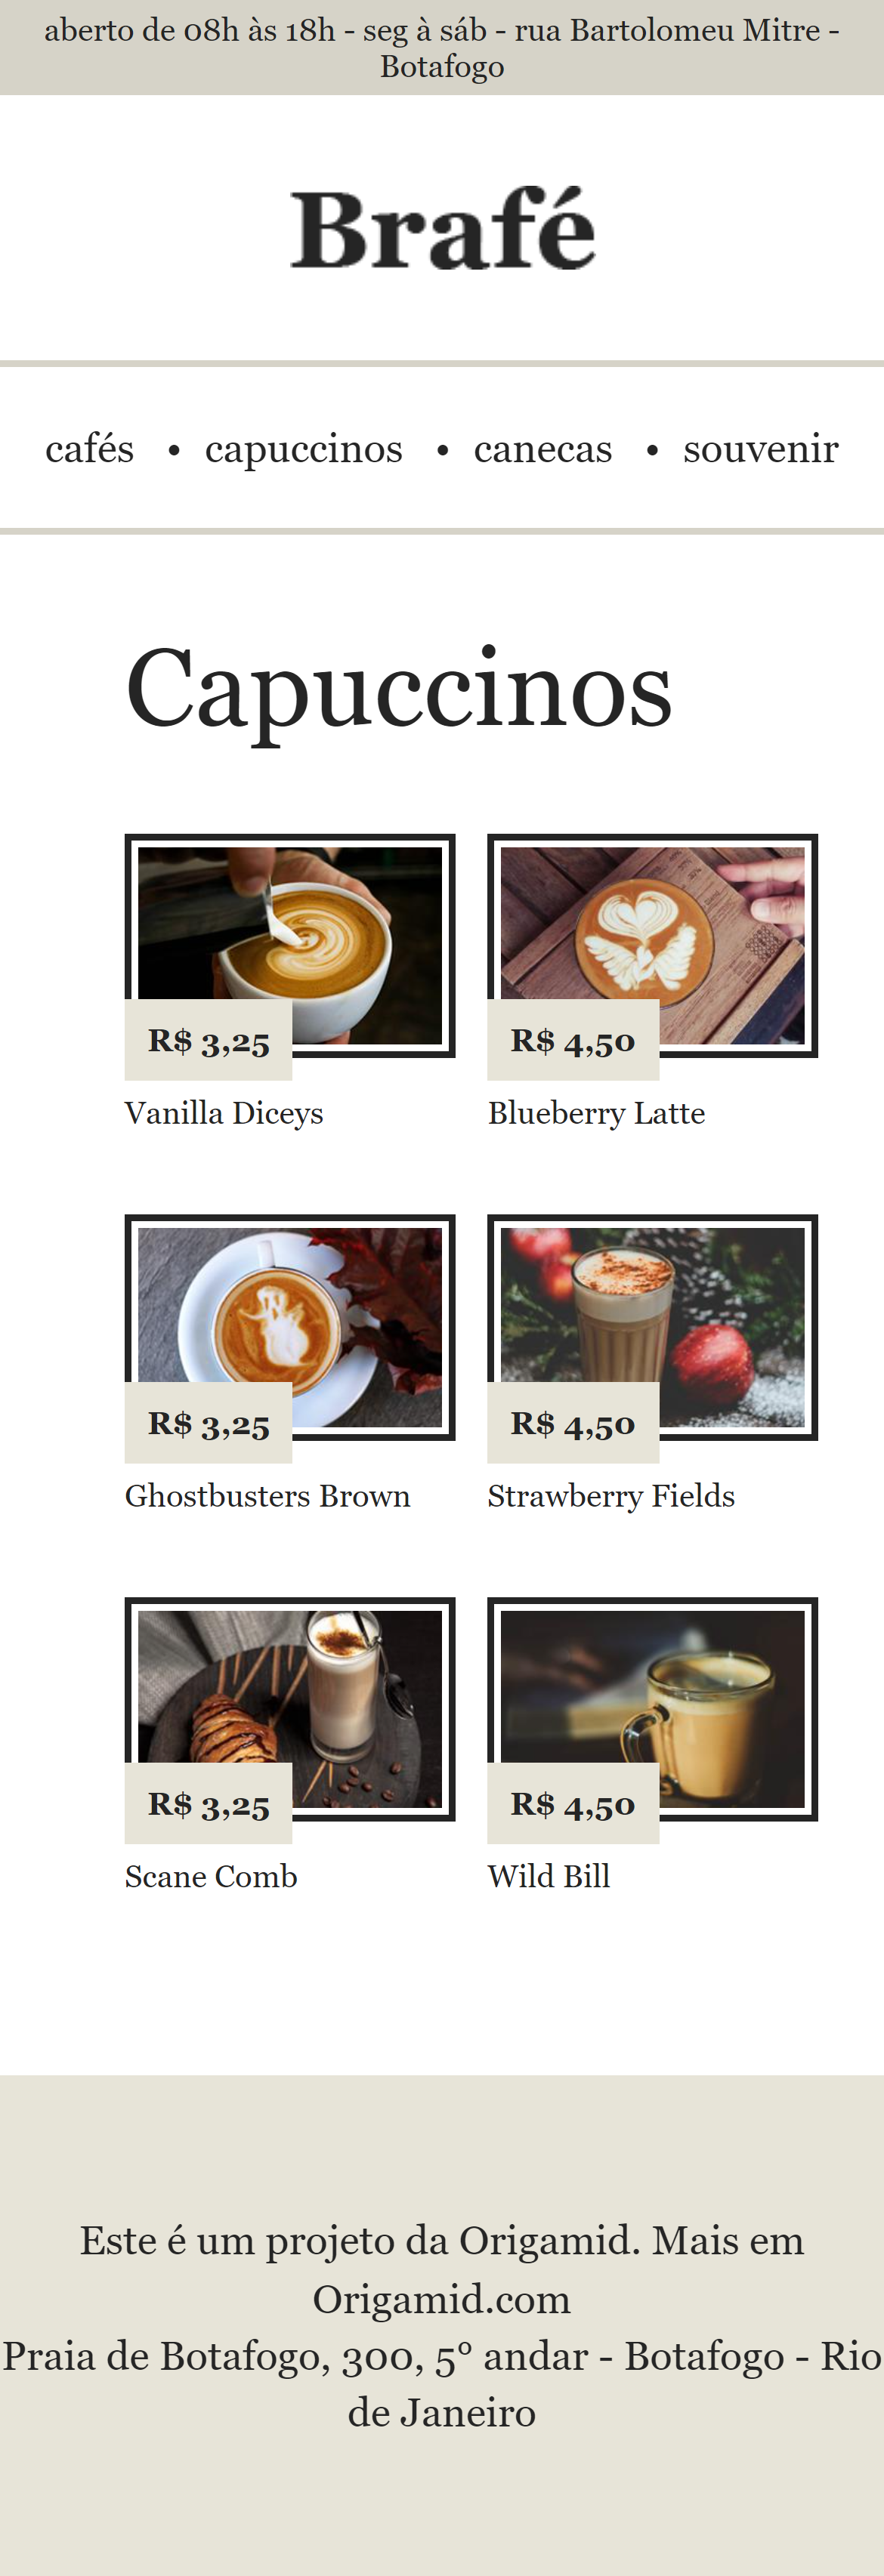 aberto de 08h às 18h - seg à sáb - rua Bartolomeu Mitre -
Botafogo
Brafé
cafés • capuccinos • canecas • souvenir
Capuccinos
R$ 3,25
Vanilla Diceys
R$ 4,50
Blueberry Latte
R$ 3,25
Ghostbusters Brown
R$ 4,50
Strawberry Fields
R$ 3,25
Scane Comb
R$ 4,50
Wild Bill
Este é um projeto da Origamid. Mais em
Origamid.com
Praia de Botafogo, 300, 5° andar - Botafogo - Rio
de Janeiro